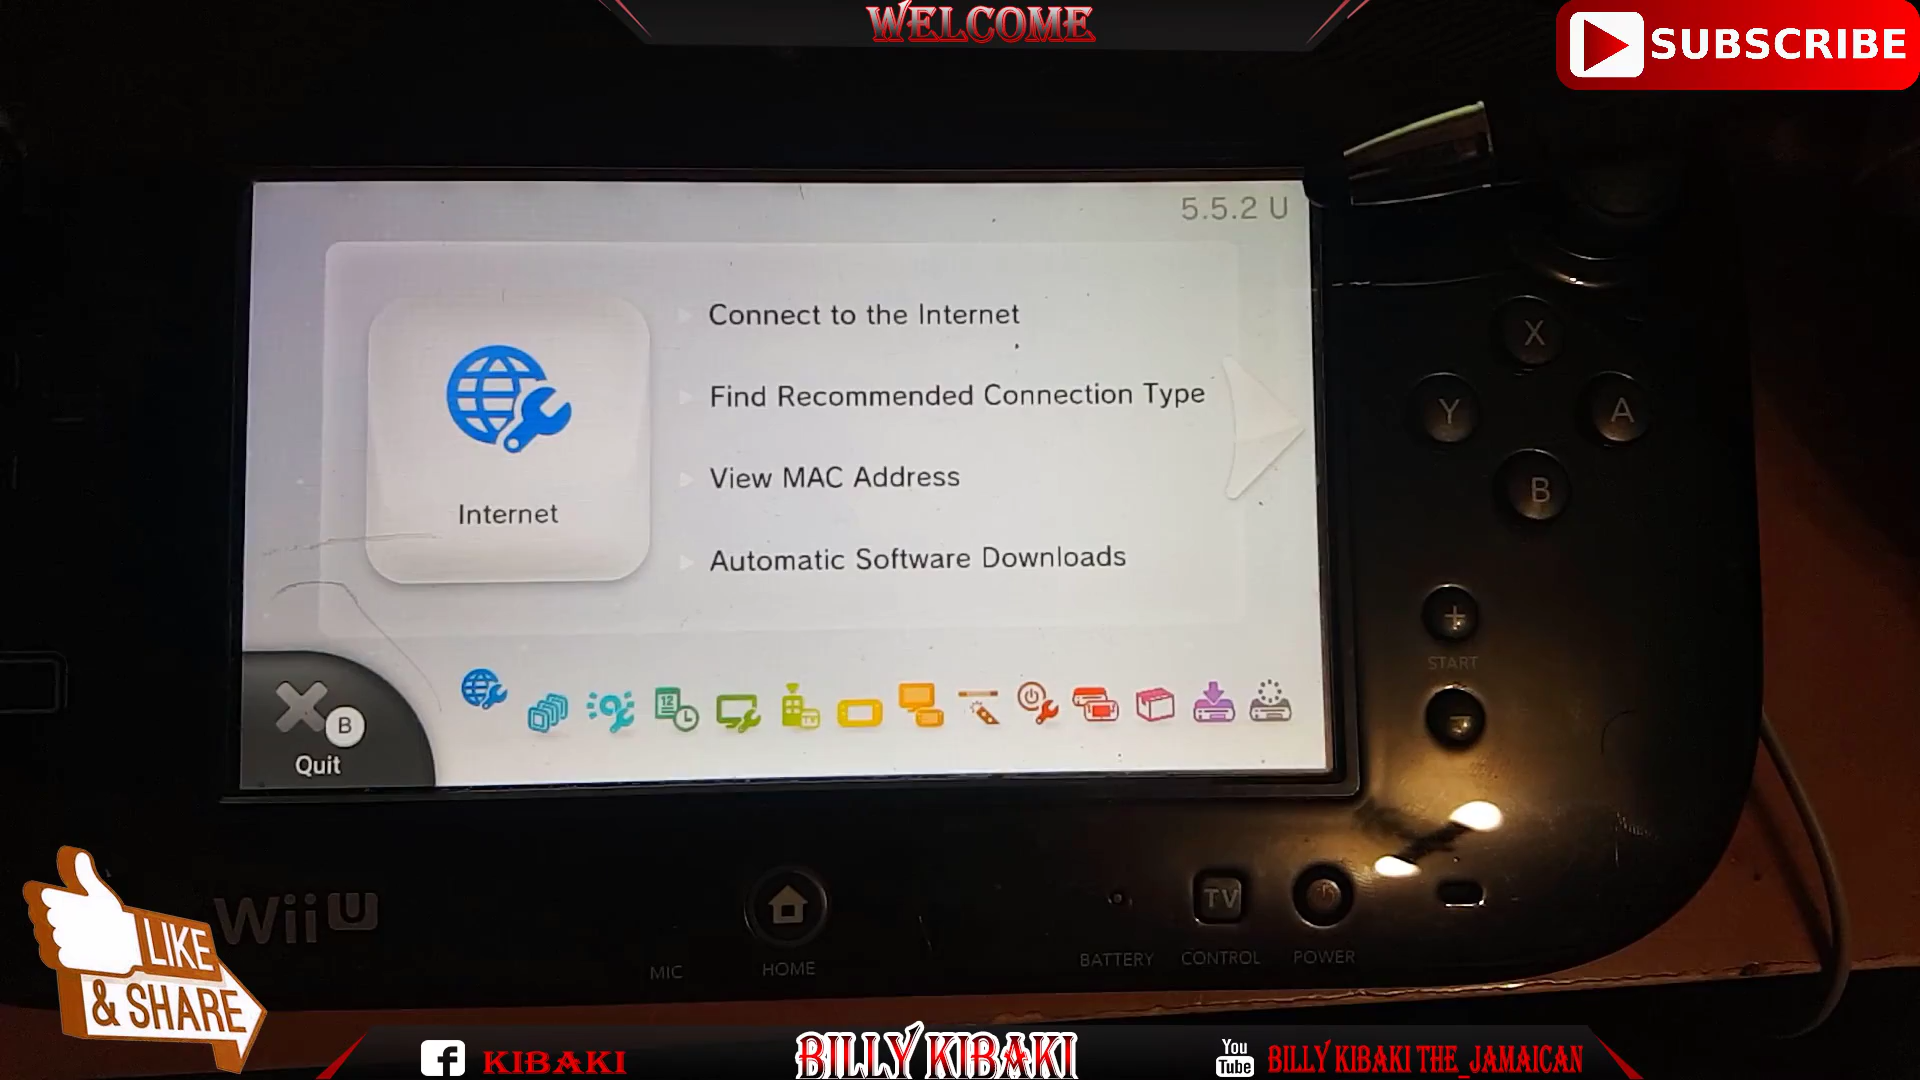 WELCOME
SUBSCRIBE
5.5.2 U
Connect to the Internet
Find Recommended Connection Type
View MAC Address
Automatic Software Downloads
Internet
12
TV
B
Quit
X
Y
A
B
+
START
-
Wii U
TV
MIC
HOME
BATTERY
CONTROL
POWER
LIKE
& SHARE
f KIBAKI
BILLY KIBAKI
You
Tube
BILLY KIBAKI THE_JAMAICAN